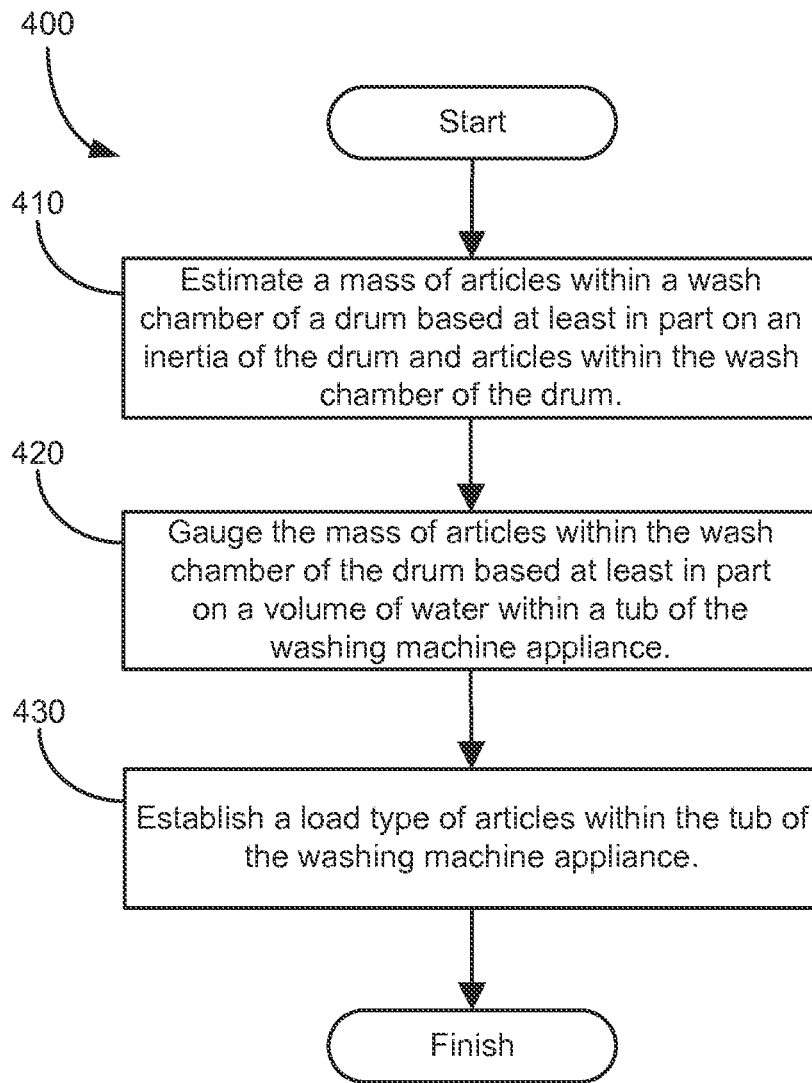 400
Start
410
Estimate a mass of articles within a wash
chamber of a drum based at least in part on an
inertia of the drum and articles within the wash
chamber of the drum.
420
Gauge the mass of articles within the wash
chamber of the drum based at least in part
on a volume of water within a tub of the
washing machine appliance.
430
Establish a load type of articles within the tub of
the washing machine appliance.
Finish